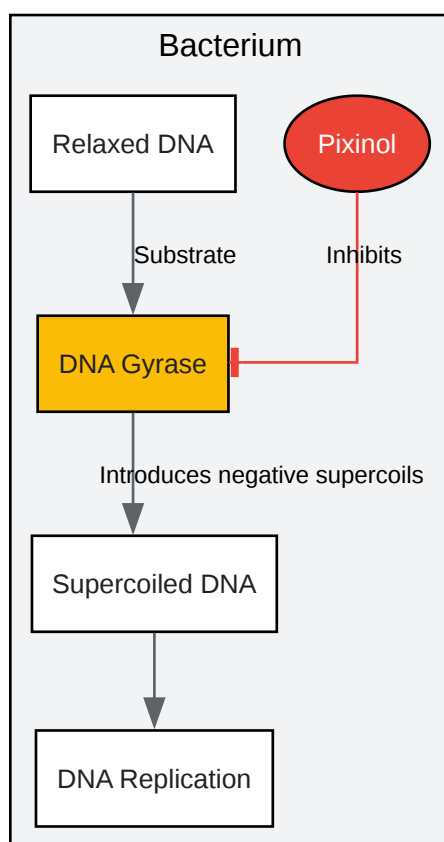 Bacterium
Relaxed DNA
Pixinol
Substrate
Inhibits
DNA Gyrase
Introduces negative supercoils
Supercoiled DNA
DNA Replication